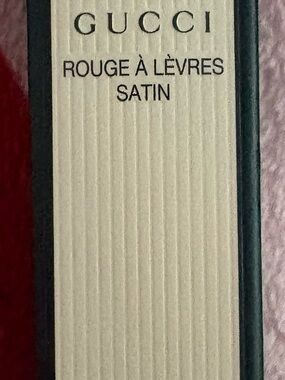 GUCCI
ROUGE À LÈVRES
SATIN